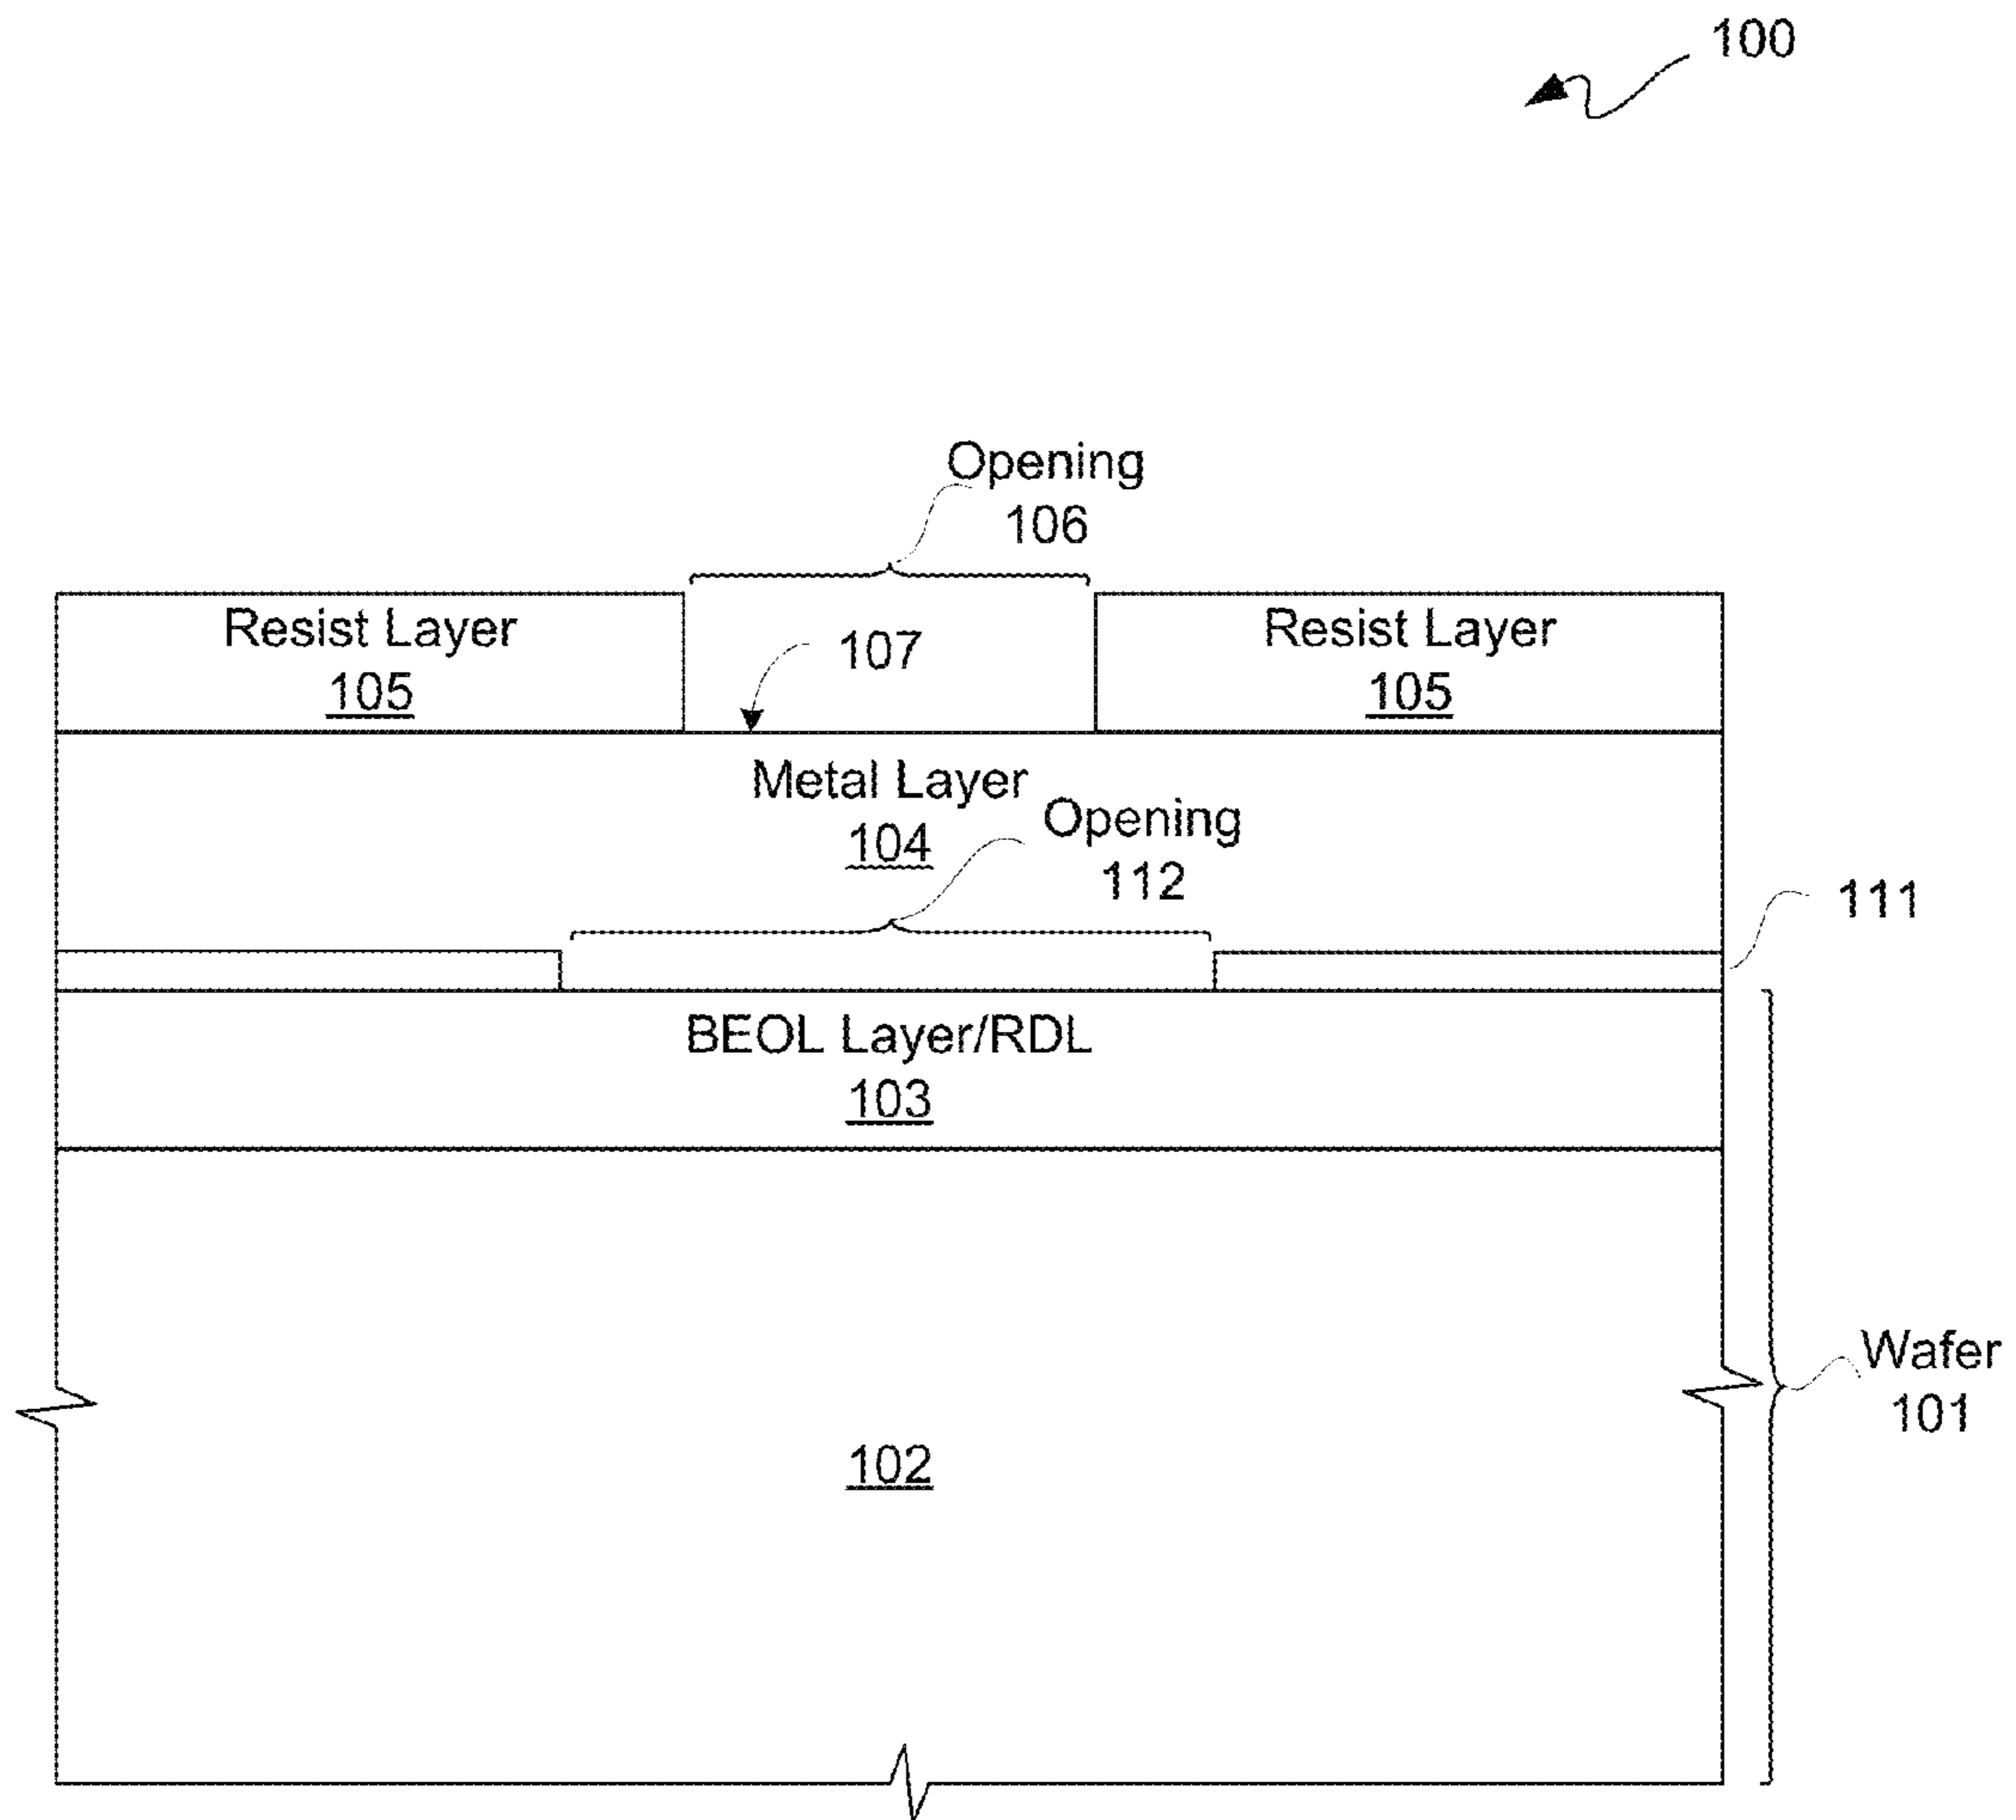 100
Opening
106
Resist Layer
105
107
Resist Layer
105
Metal Layer
104
Opening
112
111
BEOL Layer/RDL
103
Wafer
101
102